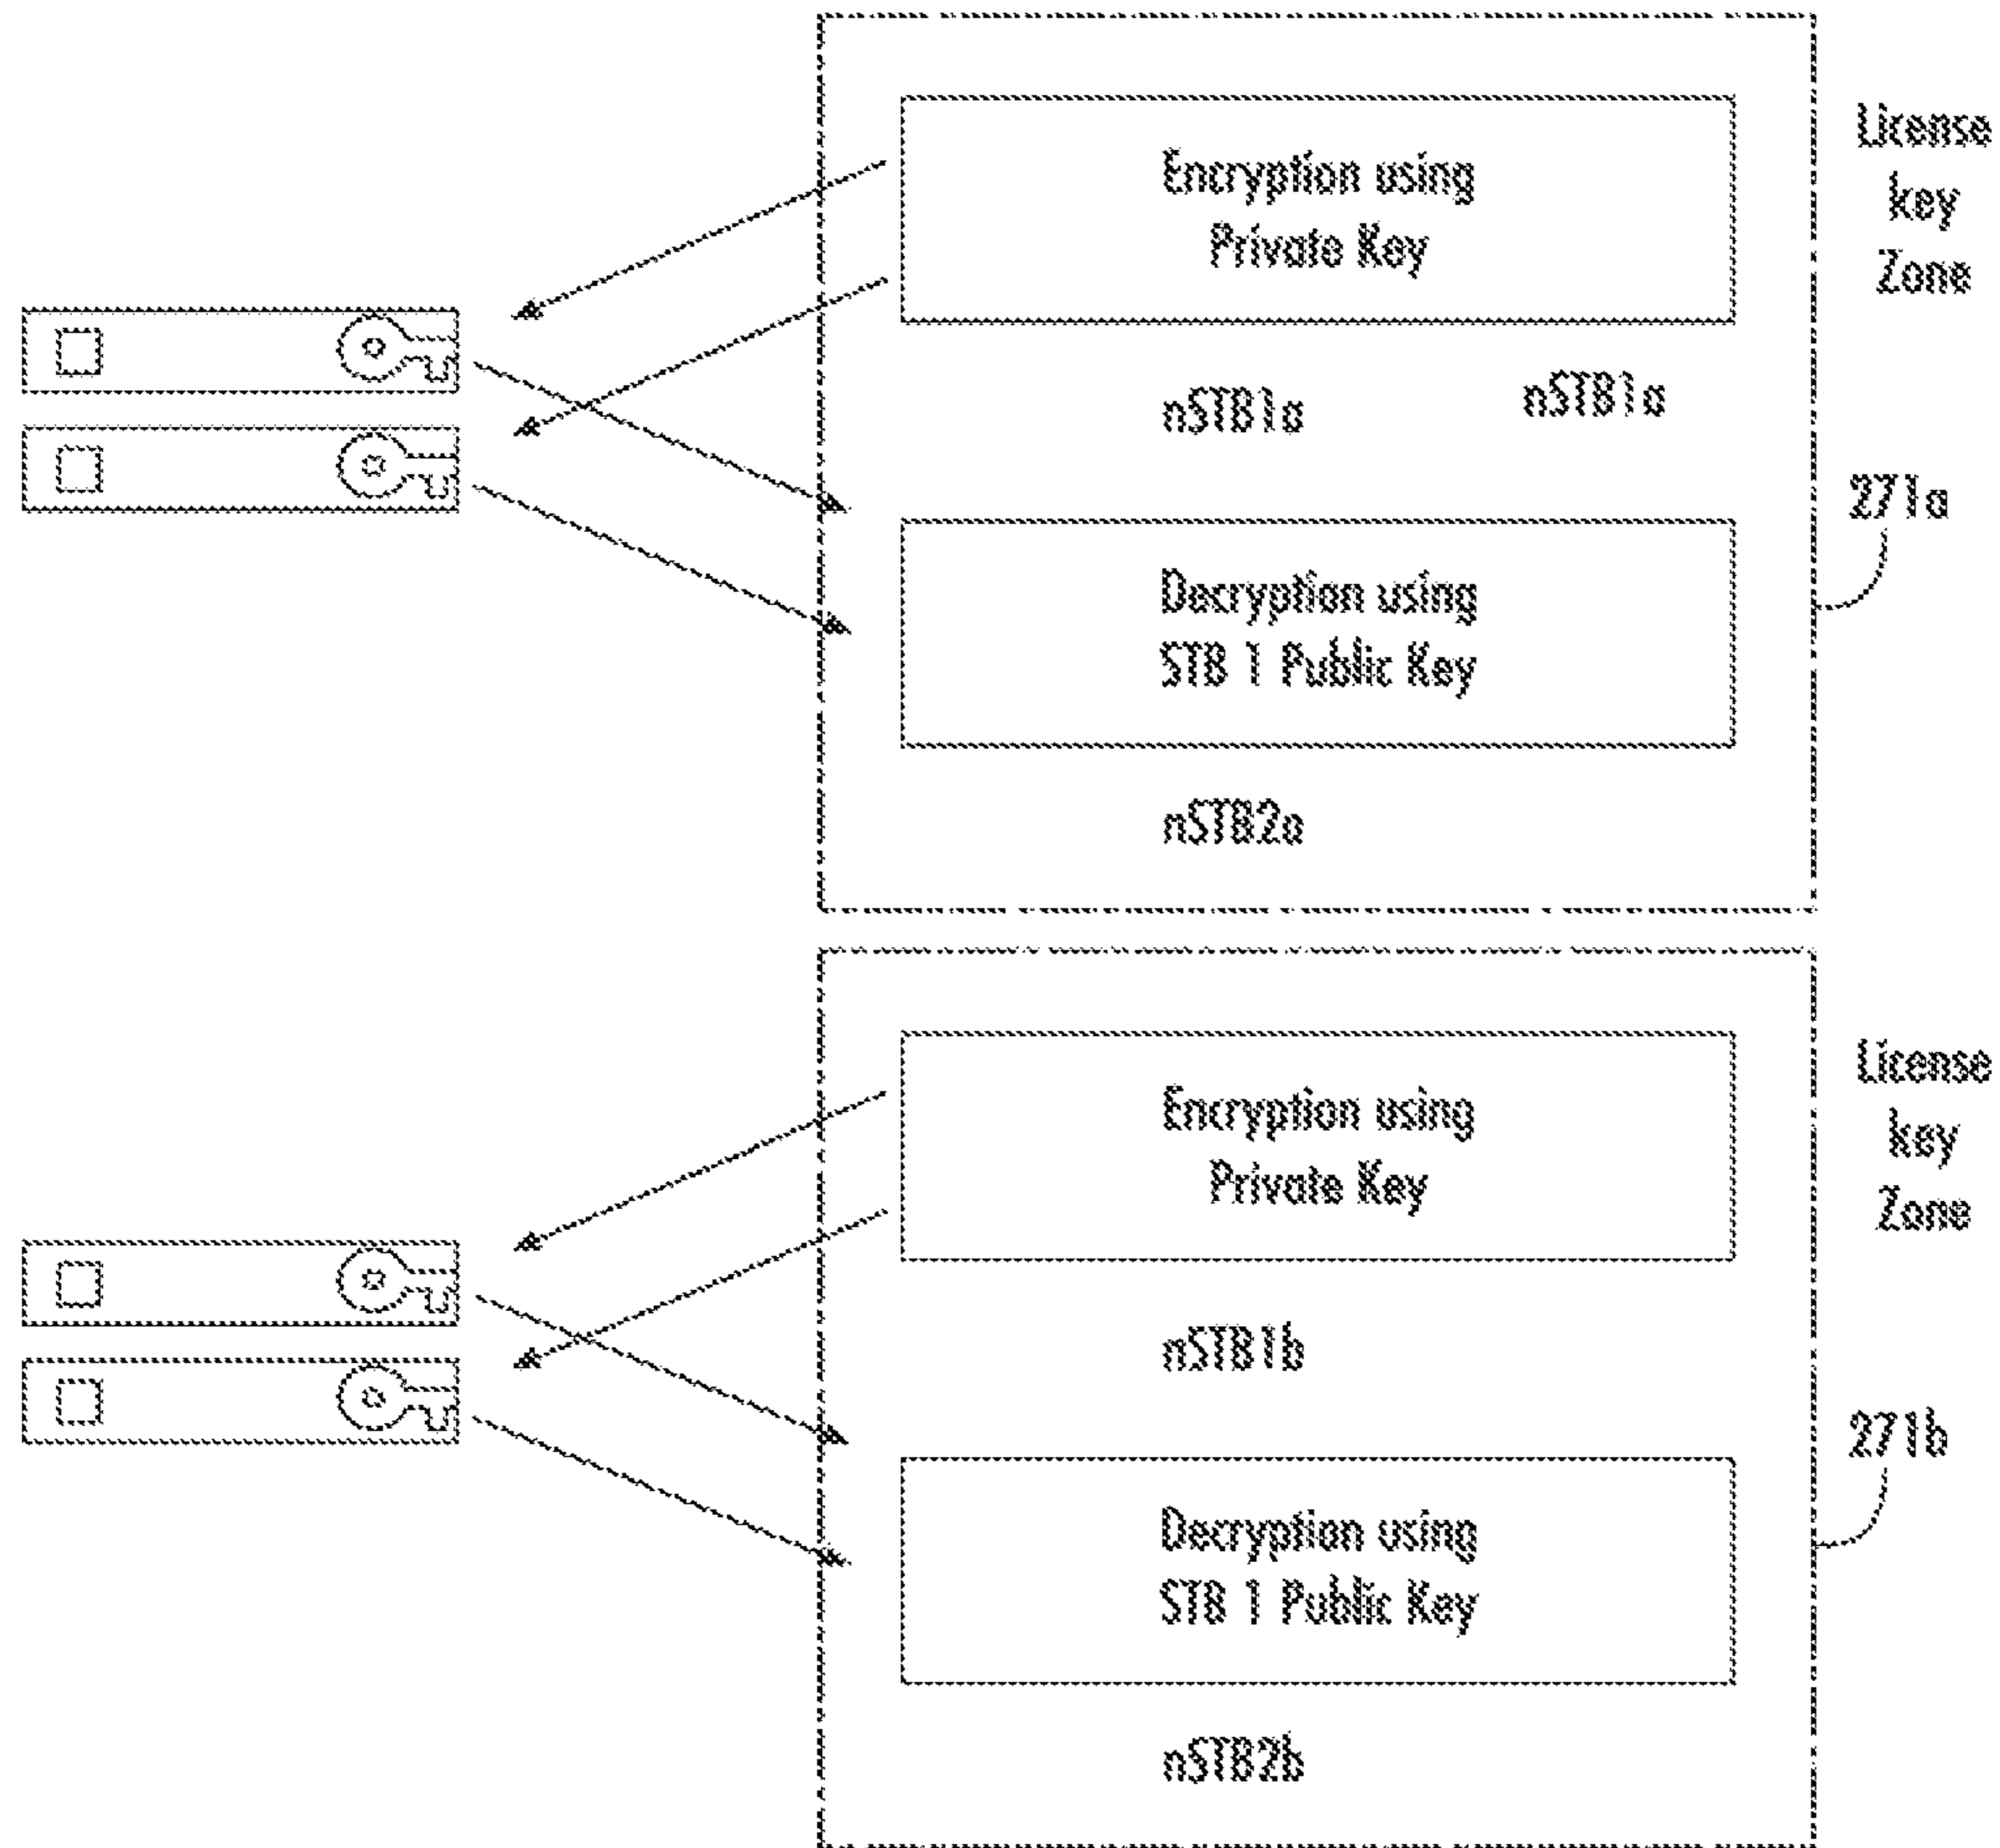 Encryption using
Private Key
License
key
Zone
nSTB1a
nSTB1a
271a
Decryption using
STB 1 Public Key
nSTB2a
Encryption using
Private Key
License
key
Zone
nSTB1b
271b
Decryption using
STB 1 Public Key
nSTB2b